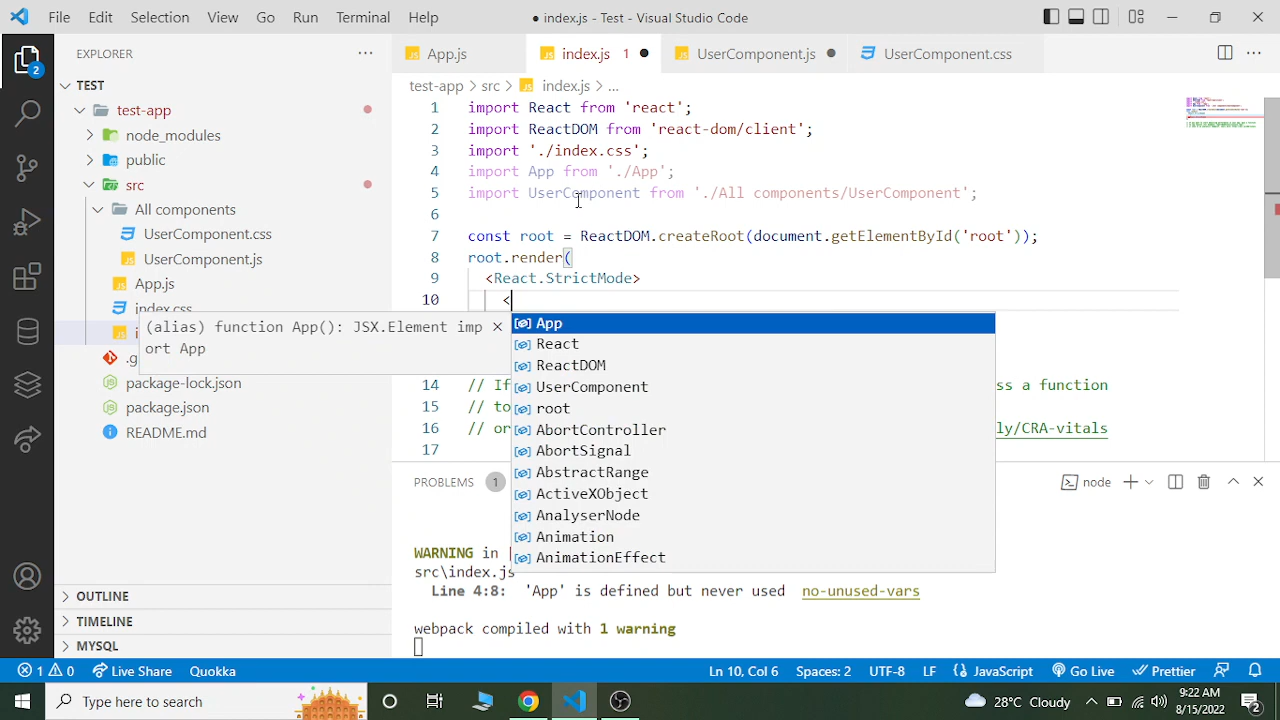 File Edit Selection View Go Run Terminal Help
● index.js - Test - Visual Studio Code
EXPLORER
TEST
test-app
node_modules
public
src
All components
UserComponent.css
UserComponent.js
App.js
index.css
i
.g
package-lock.json
package.json
README.md
OUTLINE
TIMELINE
MYSQL
2
App.js
index.js 1 ●
UserComponent.js ●
UserComponent.css
test-app > src > index.js > ...
1 import React from 'react';
2 import ReactDOM from 'react-dom/client';
3 import './index.css';
4 import App from './App';
5 import UserComponent from './All components/UserComponent';
6
7 const root = ReactDOM.createRoot(document.getElementById('root'));
8 root.render(
9 <React.StrictMode>
10 <
(alias) function App(): JSX.Element imp
ort App
App
React
ReactDOM
UserComponent
root
AbortController
AbortSignal
AbstractRange
ActiveXObject
AnalyserNode
Animation
AnimationEffect
14 // If ss a function
15 // to
16 // or ly/CRA-vitals
17
PROBLEMS 1
node
WARNING in [
src\index.js
Line 4:8: 'App' is defined but never used no-unused-vars
webpack compiled with 1 warning
1 0 Live Share Quokka
Ln 10, Col 6 Spaces: 2 UTF-8 LF JavaScript Go Live Prettier
Type here to search
28°C Cloudy
9:22 AM
8/15/2022
2